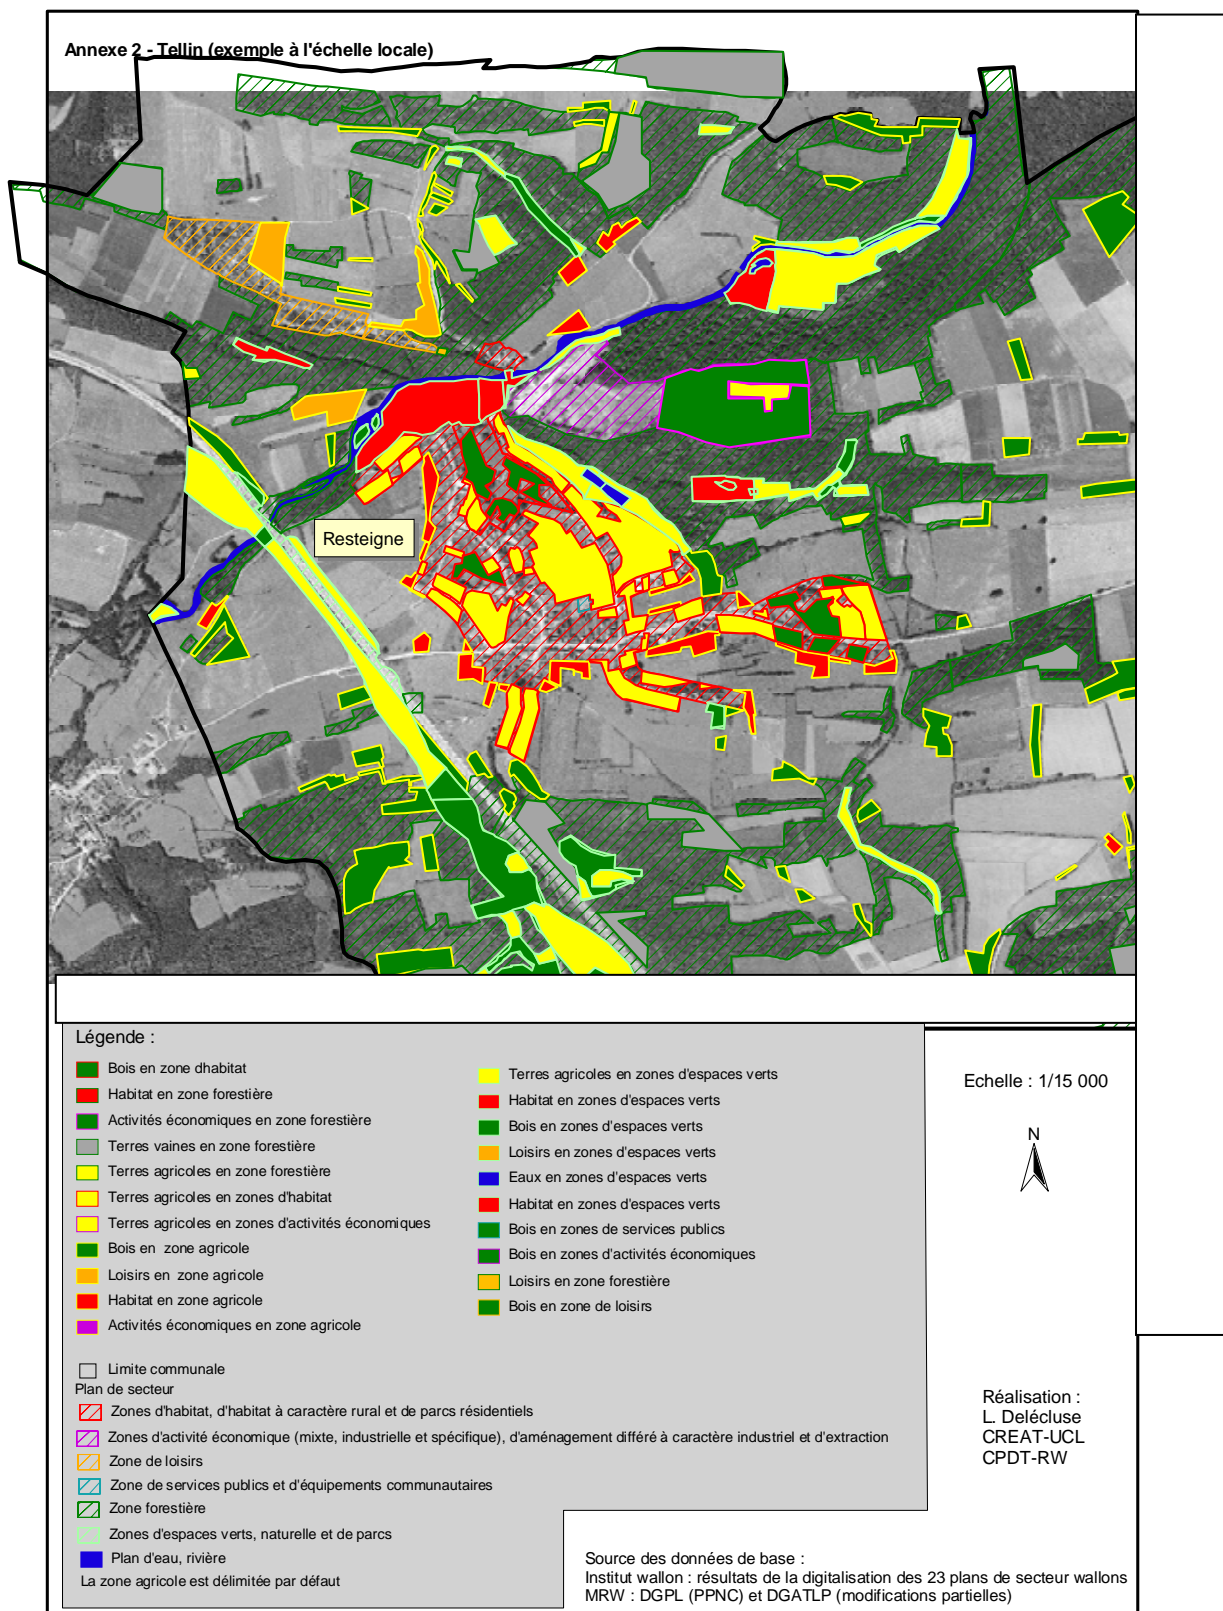 Annexe 2 - Tellin (exemple à l'échelle locale)
Resteigne
Légende :
Bois en zone dhabitat
Habitat en zone forestière
Activités économiques en zone forestière
Terres vaines en zone forestière
Terres agricoles en zone forestière
Terres agricoles en zones d'habitat
Terres agricoles en zones d'activités économiques
Bois en zone agricole
Loisirs en zone agricole
Habitat en zone agricole
Activités économiques en zone agricole
Terres agricoles en zones d'espaces verts
Habitat en zones d'espaces verts
Bois en zones d'espaces verts
Loisirs en zones d'espaces verts
Eaux en zones d'espaces verts
Habitat en zones d'espaces verts
Bois en zones de services publics
Bois en zones d'activités économiques
Loisirs en zone forestière
Bois en zone de loisirs
Limite communale
Plan de secteur
Zones d'habitat, d'habitat à caractère rural et de parcs résidentiels
Zones d'activité économique (mixte, industrielle et spécifique), d'aménagement différé à caractère industriel et d'extraction
Zone de loisirs
Zone de services publics et d'équipements communautaires
Zone forestière
Zones d'espaces verts, naturelle et de parcs
Plan d'eau, rivière
La zone agricole est délimitée par défaut
Echelle : 1/15 000
N
Réalisation :
L. Delécluse
CREAT-UCL
CPDT-RW
Source des données de base :
Institut wallon : résultats de la digitalisation des 23 plans de secteur wallons
MRW : DGPL (PPNC) et DGATLP (modifications partielles)